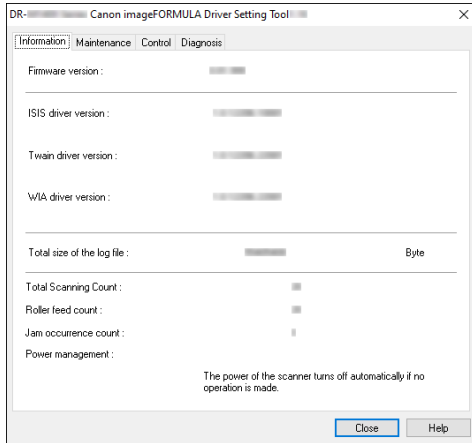 DR- Canon imageFORMULA Driver Setting Tool
Information Maintenance Control Diagnosis
Firmware version :
ISIS driver version :
Twain driver version :
WIA driver version :
Total size of the log file : Byte
Total Scanning Count :
Roller feed count :
Jam occurrence count :
Power management :
The power of the scanner turns off automatically if no
operation is made.
Close Help